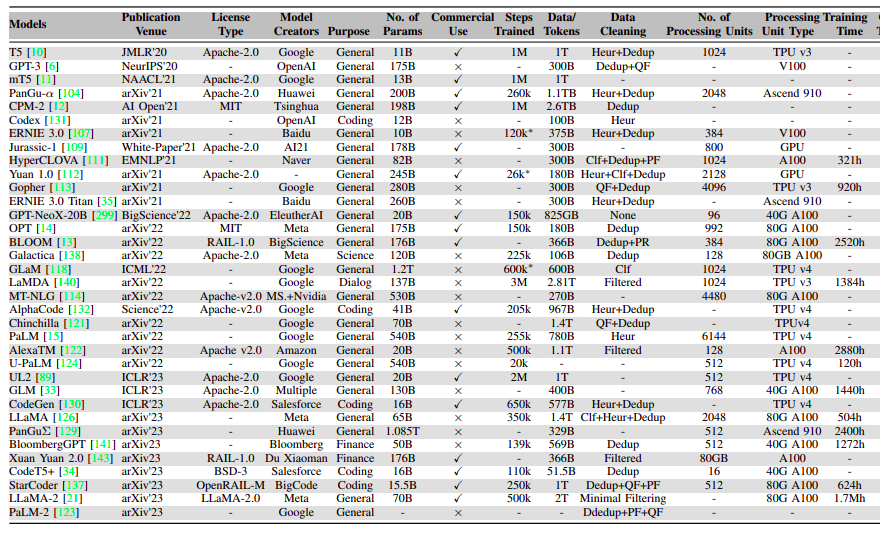 Models Publication Venue License Type Model Creators Purpose No. of Params Commercial Use Steps Trained Data/ Tokens Data Cleaning No. of Processing Units Processing Unit Type Training Time
T5 [10] JMLR'20 Apache-2.0 Google General 11B ✓ 1M 1T Heur+Dedup 1024 TPU v3 -
GPT-3 [6] NeurIPS'20 - OpenAI General 175B × - 300B Dedup+QF - V100 -
mT5 [11] NAACL'21 Apache-2.0 Google General 13B ✓ 1M 1T - - - -
PanGu-α [104] arXiv'21 Apache-2.0 Huawei General 200B ✓ 260k 1.1TB Heur+Dedup 2048 Ascend 910 -
CPM-2 [12] AI Open'21 MIT Tsinghua General 198B ✓ 1M 2.6TB Dedup - - -
Codex [131] arXiv'21 - OpenAI Coding 12B × - 100B Heur - - -
ERNIE 3.0 [107] arXiv'21 - Baidu General 10B × 120k* 375B Heur+Dedup 384 V100 -
Jurassic-1 [109] White-Paper'21 Apache-2.0 AI21 General 178B ✓ - 300B - 800 GPU -
HyperCLOVA [111] EMNLP'21 - Naver General 82B × - 300B Clf+Dedup+PF 1024 A100 321h
Yuan 1.0 [112] arXiv'21 Apache-2.0 - General 245B ✓ 26k* 180B Heur+Clf+Dedup 2128 GPU -
Gopher [113] arXiv'21 - Google General 280B × - 300B QF+Dedup 4096 TPU v3 920h
ERNIE 3.0 Titan [35] arXiv'21 - Baidu General 260B × - 300B Heur+Dedup - Ascend 910 -
GPT-NeoX-20B [299] BigScience'22 Apache-2.0 EleutherAI General 20B ✓ 150k 825GB None 96 40G A100 -
OPT [14] arXiv'22 MIT Meta General 175B ✓ 150k 180B Dedup 992 80G A100 -
BLOOM [13] arXiv'22 RAIL-1.0 BigScience General 176B ✓ - 366B Dedup+PR 384 80G A100 2520h
Galactica [138] arXiv'22 Apache-2.0 Meta Science 120B × 225k 106B Dedup 128 80GB A100 -
GLaM [118] ICML'22 - Google General 1.2T × 600k* 600B Clf 1024 TPU v4 -
LaMDA [140] arXiv'22 - Google Dialog 137B × 3M 2.81T Filtered 1024 TPU v3 1384h
MT-NLG [114] arXiv'22 Apache-v2.0 MS.+Nvidia General 530B × - 270B - 4480 80G A100 -
AlphaCode [132] Science'22 Apache-v2.0 Google Coding 41B ✓ 205k 967B Heur+Dedup - TPU v4 -
Chinchilla [121] arXiv'22 - Google General 70B × - 1.4T QF+Dedup - TPUv4 -
PaLM [15] arXiv'22 - Google General 540B × 255k 780B Heur 6144 TPU v4 -
AlexaTM [122] arXiv'22 Apache v2.0 Amazon General 20B × 500k 1.1T Filtered 128 A100 2880h
U-PaLM [124] arXiv'22 - Google General 540B × 20k - - 512 TPU v4 120h
UL2 [89] ICLR'23 Apache-2.0 Google General 20B ✓ 2M 1T - 512 TPU v4 -
GLM [33] ICLR'23 Apache-2.0 Multiple General 130B × - 400B - 768 40G A100 1440h
CodeGen [130] ICLR'23 Apache-2.0 Salesforce Coding 16B ✓ 650k 577B Heur+Dedup - TPU v4 -
LLaMA [126] arXiv'23 - Meta General 65B × 350k 1.4T Clf+Heur+Dedup 2048 80G A100 504h
PanGuΣ [129] arXiv'23 - Huawei General 1.085T × - 329B - 512 Ascend 910 2400h
BloombergGPT [141] arXiv23 - Bloomberg Finance 50B × 139k 569B Dedup 512 40G A100 1272h
Xuan Yuan 2.0 [143] arXiv23 RAIL-1.0 Du Xiaoman Finance 176B ✓ - 366B Filtered 80GB A100 -
CodeT5+ [34] arXiv'23 BSD-3 Salesforce Coding 16B ✓ 110k 51.5B Dedup 16 40G A100 -
StarCoder [137] arXiv'23 OpenRAIL-M BigCode Coding 15.5B ✓ 250k 1T Dedup+QF+PF 512 80G A100 624h
LLaMA-2 [21] arXiv'23 LLaMA-2.0 Meta General 70B ✓ 500k 2T Minimal Filtering - 80G A100 1.7Mh
PaLM-2 [123] arXiv'23 - Google General - × - - Ddedup+PF+QF - - -